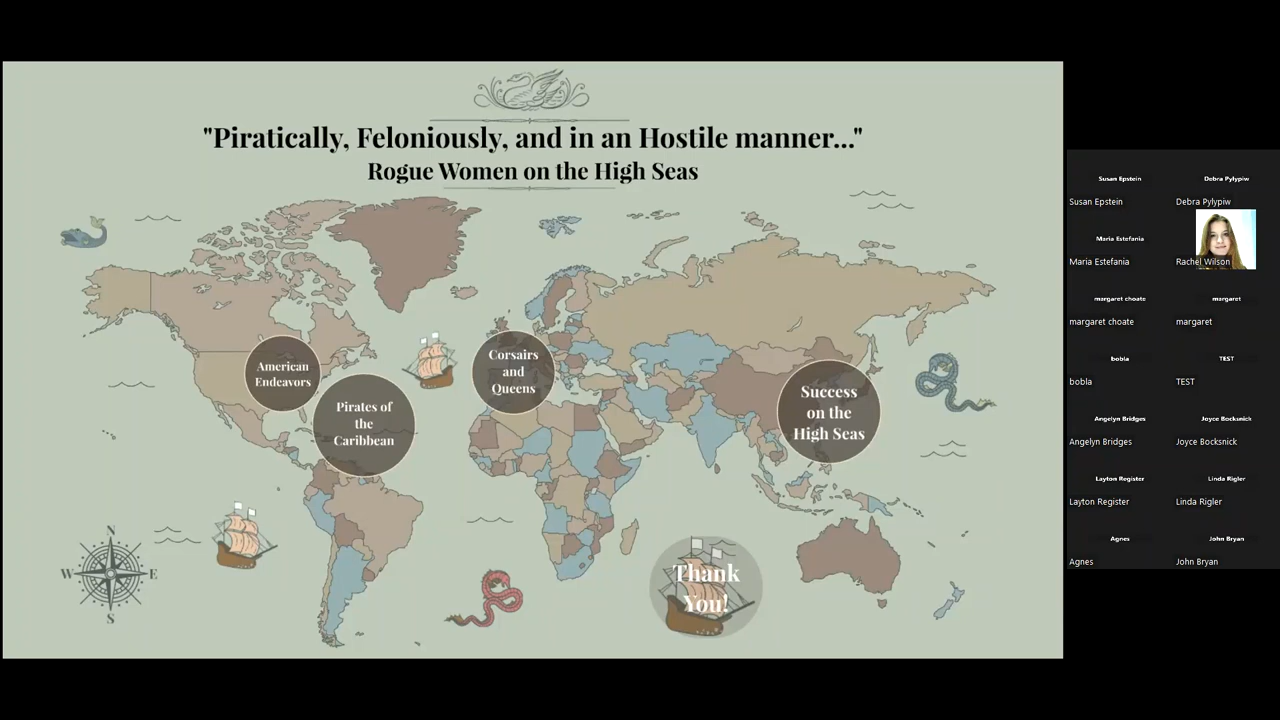 "Piratically, Feloniously, and in an Hostile manner..."
Rogue Women on the High Seas
American
Endeavors
Pirates of
the
Caribbean
Corsairs
and
Queens
Success
on the
High Seas
Thank
You!
N
W
E
S
Susan Epstein
Susan Epstein
Debra Pylypiw
Debra Pylypiw
Maria Estefania
Maria Estefania
Rachel Wilson
margaret choate
margaret choate
margaret
margaret
bobla
bobla
TEST
TEST
Angelyn Bridges
Angelyn Bridges
Joyce Bocksnick
Joyce Bocksnick
Layton Register
Layton Register
Linda Rigler
Linda Rigler
Agnes
Agnes
John Bryan
John Bryan